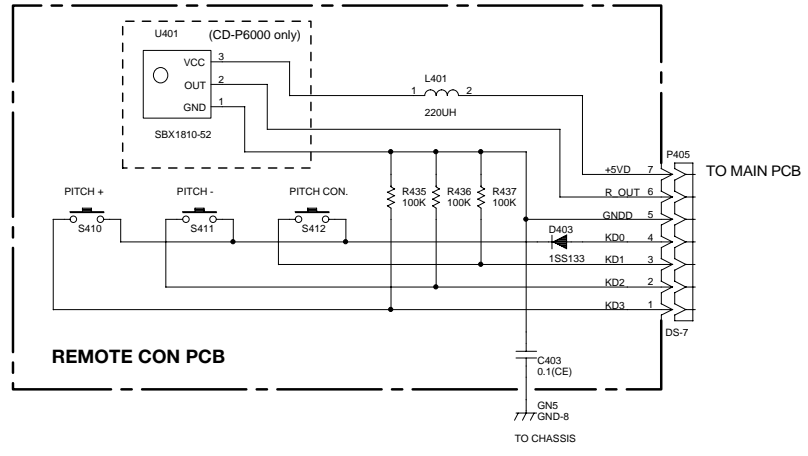 U401
(CD-P6000 only)
VCC
3
OUT
2
GND
1
SBX1810-52
L401
1
2
220UH
P405
+5VD
7
TO MAIN PCB
R_OUT
6
GNDD
5
KD0
4
KD1
3
KD2
2
KD3
1
DS-7
PITCH +
S410
PITCH -
S411
PITCH CON.
S412
R435
100K
R436
100K
R437
100K
D403
1SS133
REMOTE CON PCB
C403
0.1(CE)
GN5
GND-8
TO CHASSIS